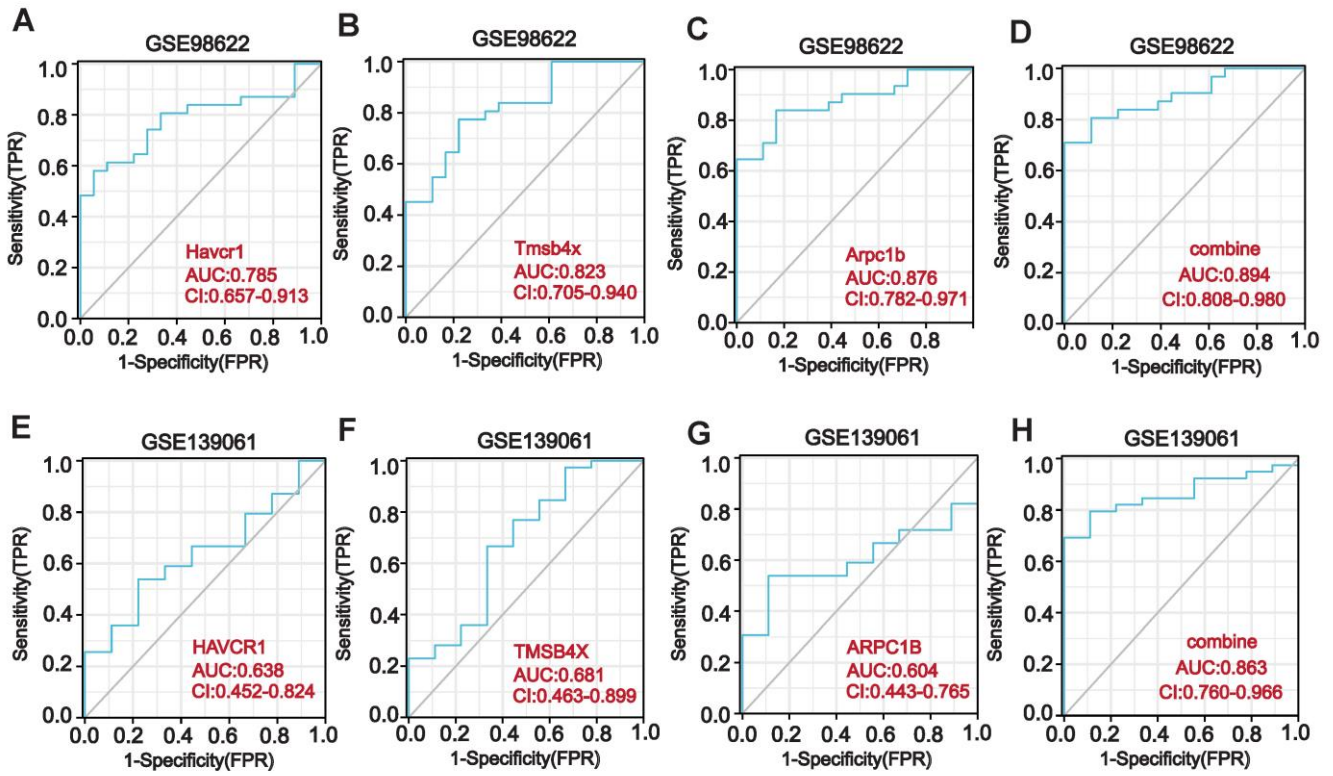 A
GSE98622
Sensitivity(TPR)
1.0
0.8
0.6
0.4
0.2
0.0
Havcr1
AUC:0.785
CI:0.657-0.913
0.0 0.2 0.4 0.6 0.8 1.0
1-Specificity(FPR)
B
GSE98622
Sensitivity(TPR)
1.0
0.8
0.6
0.4
0.2
0.0
Tmsb4x
AUC:0.823
CI:0.705-0.940
0.0 0.2 0.4 0.6 0.8 1.0
1-Specificity(FPR)
C
GSE98622
Sensitivity(TPR)
1.0
0.8
0.6
0.4
0.2
0.0
Arpc1b
AUC:0.876
CI:0.782-0.971
0.0 0.2 0.4 0.6 0.8
1-Specificity(FPR)
D
GSE98622
Sensitivity(TPR)
1.0
0.8
0.6
0.4
0.2
0.0
combine
AUC:0.894
CI:0.808-0.980
0.0 0.2 0.4 0.6 0.8 1.0
1-Specificity(FPR)
E
GSE139061
Sensitivity(TPR)
1.0
0.8
0.6
0.4
0.2
0.0
HAVCR1
AUC:0.638
CI:0.452-0.824
0.0 0.2 0.4 0.6 0.8 1.0
1-Specificity(FPR)
F
GSE139061
Sensitivity(TPR)
1.0
0.8
0.6
0.4
0.2
0.0
TMSB4X
AUC:0.681
CI:0.463-0.899
0.0 0.2 0.4 0.6 0.8 1.0
1-Specificity(FPR)
G
GSE139061
Sensitivity(TPR)
1.0
0.8
0.6
0.4
0.2
0.0
ARPC1B
AUC:0.604
CI:0.443-0.765
0.0 0.2 0.4 0.6 0.8 1.0
1-Specificity(FPR)
H
GSE139061
Sensitivity(TPR)
1.0
0.8
0.6
0.4
0.2
0.0
combine
AUC:0.863
CI:0.760-0.966
0.0 0.2 0.4 0.6 0.8 1.0
1-Specificity(FPR)